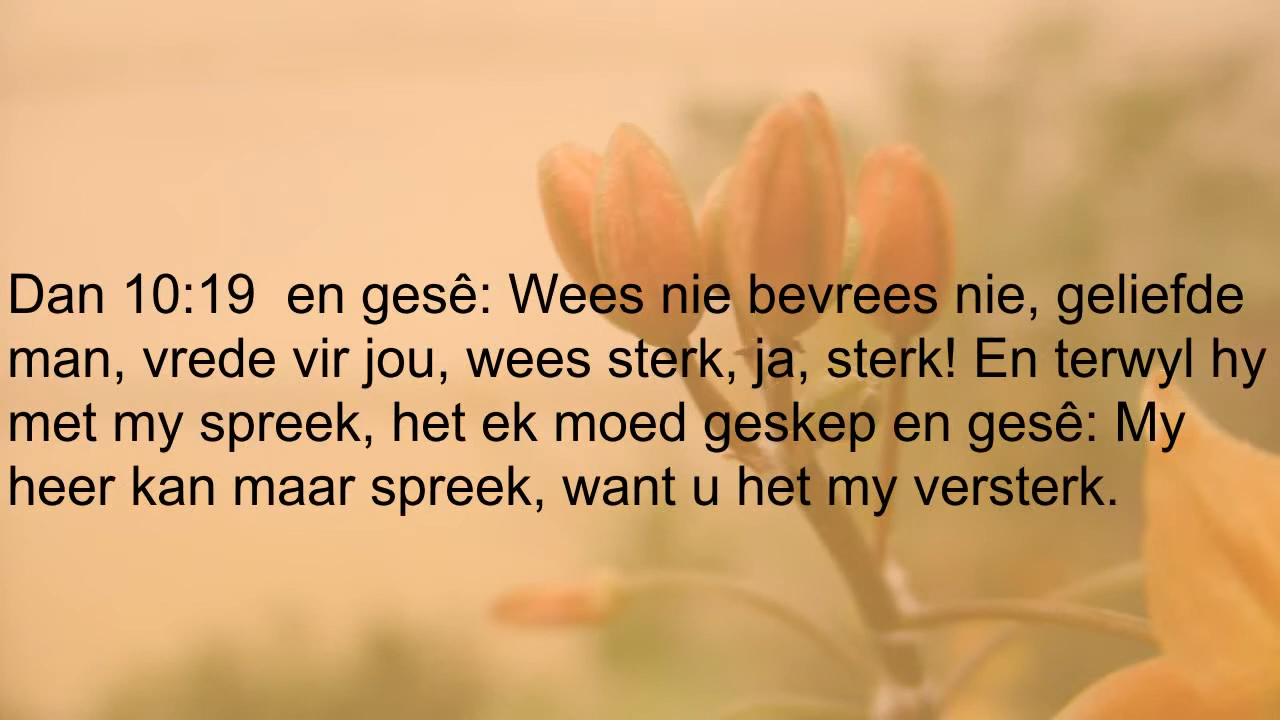 Dan 10:19  en gesê: Wees nie bevrees nie, geliefde
man, vrede vir jou, wees sterk, ja, sterk! En terwyl hy
met my spreek, het ek moed geskep en gesê: My
heer kan maar spreek, want u het my versterk.